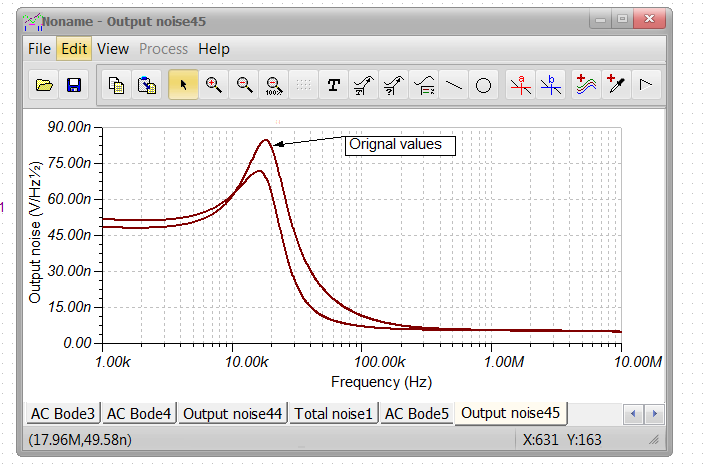 Noname - Output noise45
File Edit View Process Help
100% T T ? = a b
1
90.00n
75.00n
60.00n
45.00n
30.00n
15.00n
0.00
Output noise (V/Hz½)
Orignal values
1.00k 10.00k 100.00k 1.00M 10.00M
Frequency (Hz)
AC Bode3 AC Bode4 Output noise44 Total noise1 AC Bode5 Output noise45
(17.96M,49.58n) X:631 Y:163